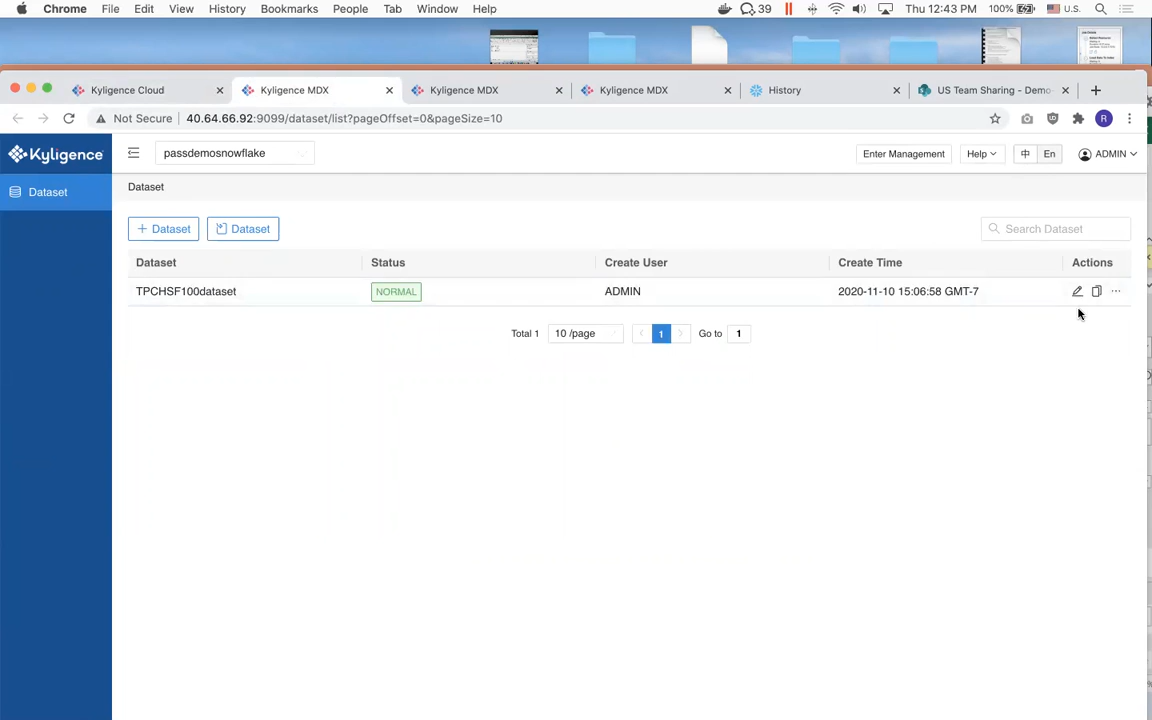 Chrome File Edit View History Bookmarks People Tab Window Help 39 Thu 12:43 PM 100% U.S.
Kyligence Cloud Kyligence MDX Kyligence MDX Kyligence MDX History US Team Sharing - Demo
Not Secure 40.64.66.92:9099/dataset/list?pageOffset=0&pageSize=10 R
Kyligence passdemosnowflake Enter Management Help 中 En ADMIN
Dataset
Dataset
+ Dataset Dataset Search Dataset
Dataset Status Create User Create Time Actions
TPCHSF100dataset NORMAL ADMIN 2020-11-10 15:06:58 GMT-7
Total 1 10 /page 1 Go to 1